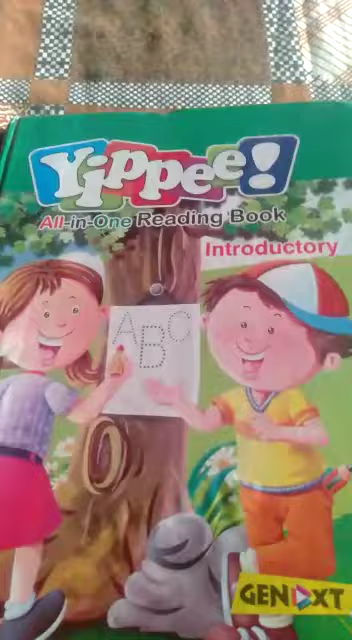 Yippee!
All-in-One Reading Book
Introductory
ABC
GENEXT